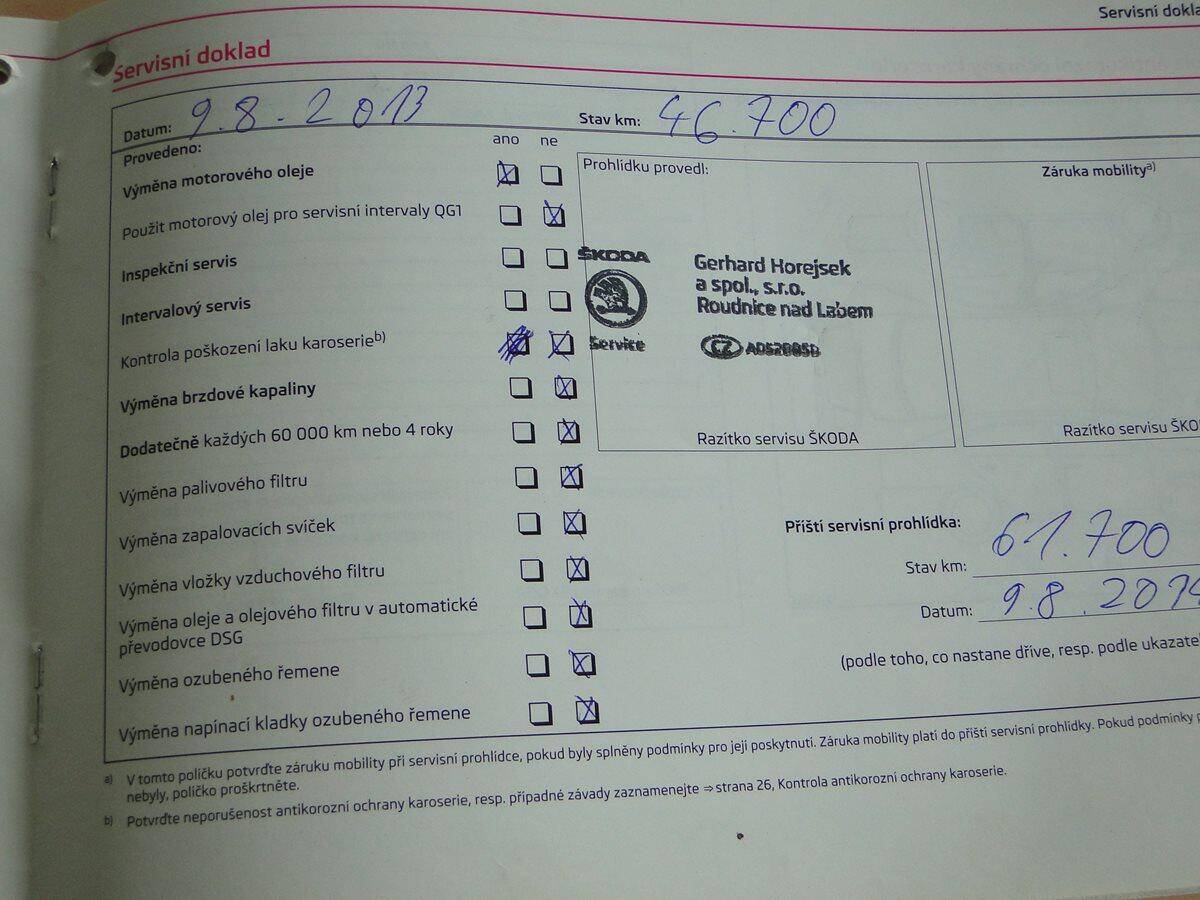 Servisní dokla
Servisní doklad
Datum: 9.8.2013
Stav km: 46.700
Provedeno:
ano ne
Výměna motorového oleje
Použit motorový olej pro servisní intervaly QG1
Inspekční servis
Intervalový servis
Kontrola poškození laku karoserie b)
Výměna brzdové kapaliny
Dodatečně každých 60 000 km nebo 4 roky
Výměna palivového filtru
Výměna zapalovacích svíček
Výměna vložky vzduchového filtru
Výměna oleje a olejového filtru v automatické
převodovce DSG
Výměna ozubeného řemene
Výměna napínací kladky ozubeného řemene
Prohlídku provedl:
ŠKODA
Service
Gerhard Horejsek
a spol., s.r.o.
Roudnice nad Labem
CZ
Razítko servisu ŠKODA
Záruka mobility a)
Razítko servisu ŠKO
Příští servisní prohlídka:
Stav km: 61.700
Datum: 9.8.2014
(podle toho, co nastane dříve, resp. podle ukazate
a) V tomto políčku potvrďte záruku mobility při servisní prohlídce, pokud byly splněny podmínky pro její poskytnutí. Záruka mobility platí do příští servisní prohlídky. Pokud podmínky
nebyly, políčko proškrtněte.
b) Potvrďte neporušenost antikorozní ochrany karoserie, resp. případné závady zaznamenejte ⇒ strana 26, Kontrola antikorozní ochrany karoserie.